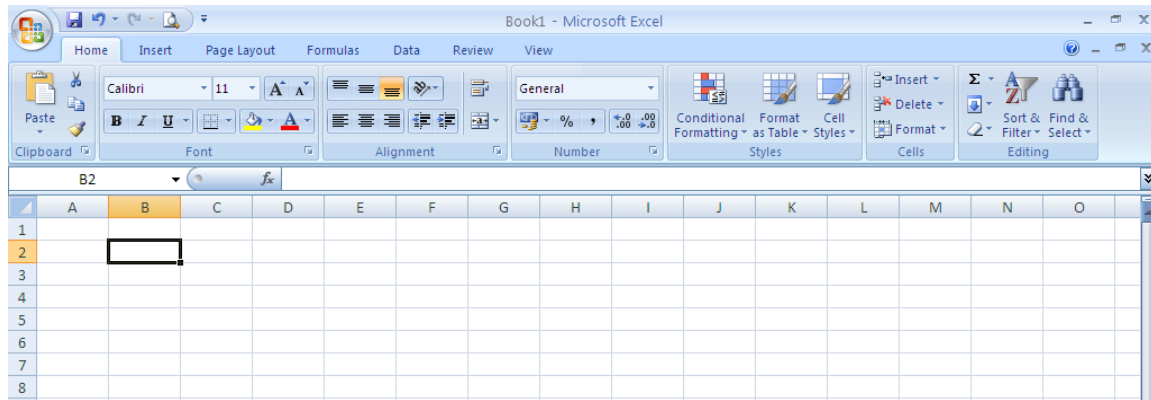 Book1 - Microsoft Excel
Home Insert Page Layout Formulas Data Review View
Calibri 11 A A General Insert Σ
Delete
Paste B I U A % , .0 .00 .00 .0 Conditional Formatting Format as Table Cell Styles Format Sort & Filter Find & Select
Clipboard Font Alignment Number Styles Cells Editing
B2 fx
A B C D E F G H I J K L M N O
1
2
3
4
5
6
7
8